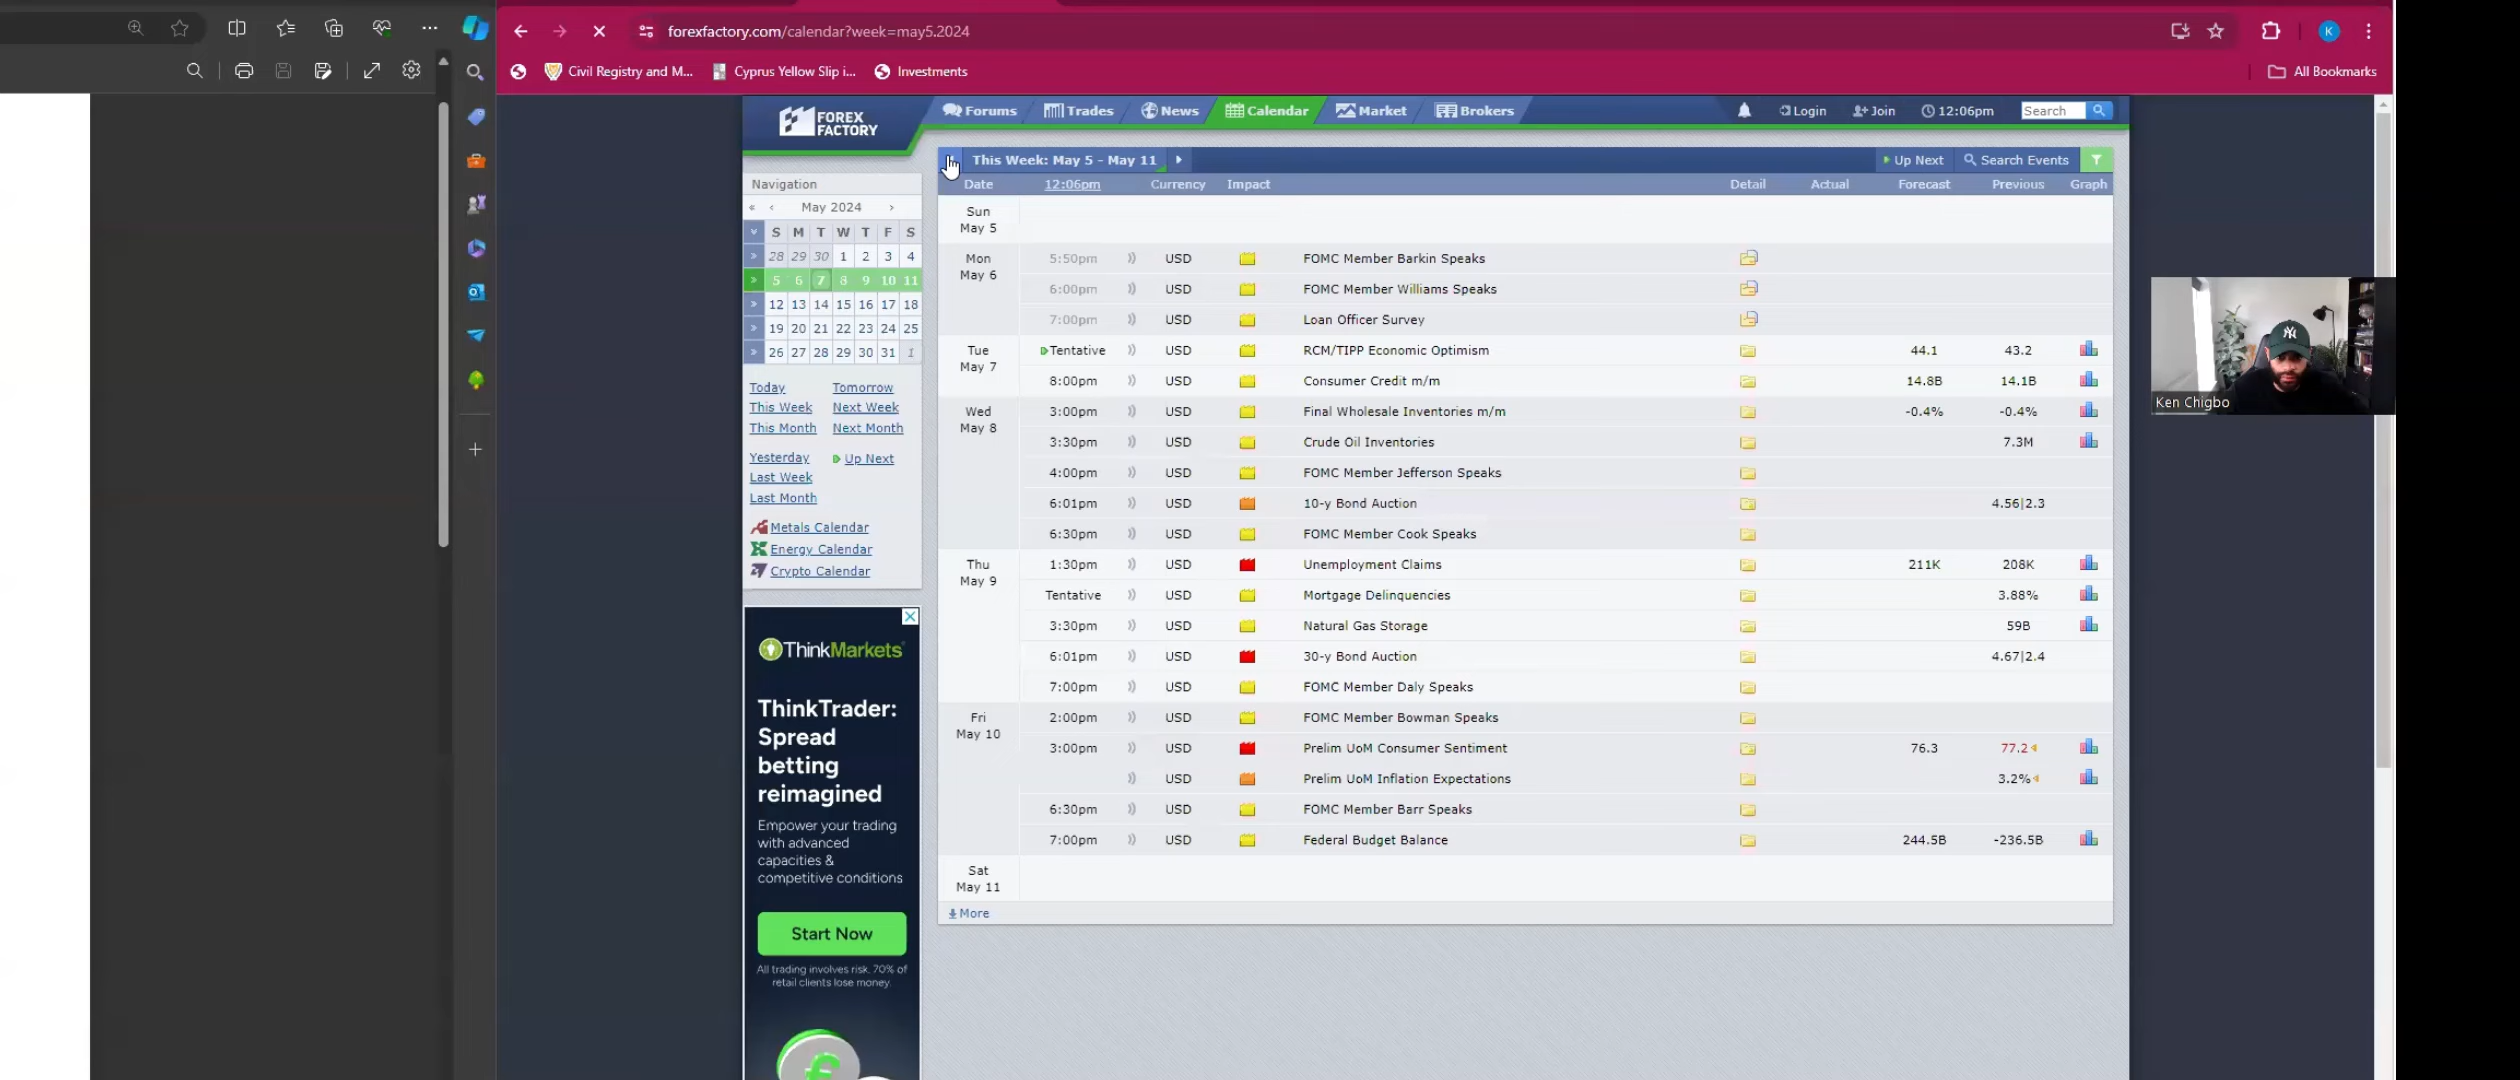 forexfactory.com/calendar?week=may5.2024
K
Civil Registry and M... Cyprus Yellow Slip i... Investments All Bookmarks
FOREX FACTORY
Forums Trades News Calendar Market Brokers Login Join 12:06pm Search
This Week: May 5 - May 11 Up Next Search Events
Date 12:06pm Currency Impact Detail Actual Forecast Previous Graph
Navigation
« ‹ May 2024 ›
S M T W T F S
28 29 30 1 2 3 4
5 6 7 8 9 10 11
12 13 14 15 16 17 18
19 20 21 22 23 24 25
26 27 28 29 30 31 1
Today Tomorrow
This Week Next Week
This Month Next Month
Yesterday Up Next
Last Week
Last Month
Metals Calendar
Energy Calendar
Crypto Calendar
ThinkMarkets
ThinkTrader:
Spread
betting
reimagined
Empower your trading
with advanced
capacities &
competitive conditions
Start Now
All trading involves risk. 70% of
retail clients lose money.
Sun
May 5
Mon
May 6
5:50pm USD FOMC Member Barkin Speaks
6:00pm USD FOMC Member Williams Speaks
7:00pm USD Loan Officer Survey
Tue
May 7
Tentative USD RCM/TIPP Economic Optimism 44.1 43.2
8:00pm USD Consumer Credit m/m 14.8B 14.1B
Wed
May 8
3:00pm USD Final Wholesale Inventories m/m -0.4% -0.4%
3:30pm USD Crude Oil Inventories 7.3M
4:00pm USD FOMC Member Jefferson Speaks
6:01pm USD 10-y Bond Auction 4.56|2.3
6:30pm USD FOMC Member Cook Speaks
Thu
May 9
1:30pm USD Unemployment Claims 211K 208K
Tentative USD Mortgage Delinquencies 3.88%
3:30pm USD Natural Gas Storage 59B
6:01pm USD 30-y Bond Auction 4.67|2.4
7:00pm USD FOMC Member Daly Speaks
Fri
May 10
2:00pm USD FOMC Member Bowman Speaks
3:00pm USD Prelim UoM Consumer Sentiment 76.3 77.2
USD Prelim UoM Inflation Expectations 3.2%
6:30pm USD FOMC Member Barr Speaks
7:00pm USD Federal Budget Balance 244.5B -236.5B
Sat
May 11
More
Ken Chigbo